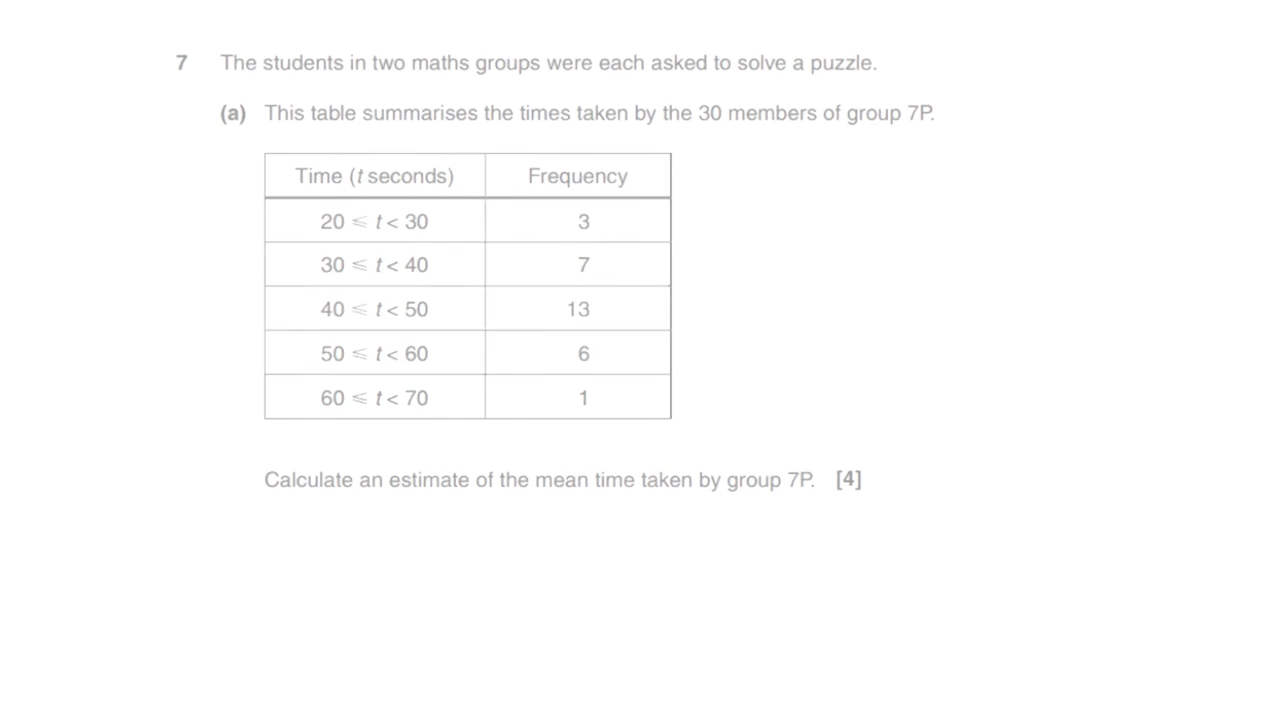 7 The students in two maths groups were each asked to solve a puzzle.
(a) This table summarises the times taken by the 30 members of group 7P.
Time (t seconds) Frequency
20 ⩽ t < 30 3
30 ⩽ t < 40 7
40 ⩽ t < 50 13
50 ⩽ t < 60 6
60 ⩽ t < 70 1
Calculate an estimate of the mean time taken by group 7P. [4]